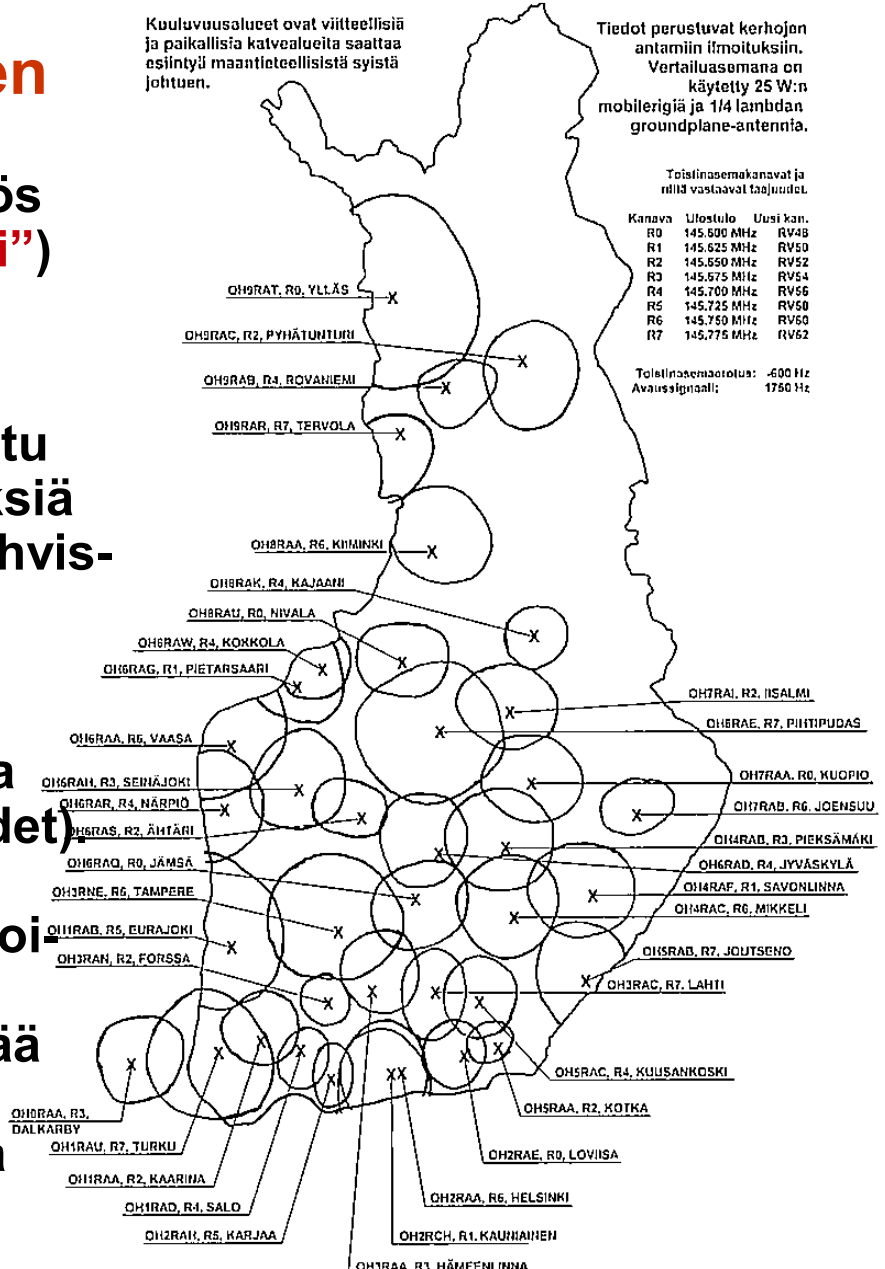 en
ös
i”)
tu
ksiä
hvis-
a
det).
oi-
ää
a
Kuuluvuusalueet ovat viitteellisiä
ja paikallisia katvealueita saattaa
esiintyä maantieteellisistä syistä
johtuen.
Tiedot perustuvat kerhojen
antamiin ilmoituksiin.
Vertailuasemana on
käytetty 25 W:n
mobilerigiä ja 1/4 lambdan
groundplane-antennia.
Toistinasemakanavat ja
niitä vastaavat taajuudet.
Kanava Ulostulo Uusi kan.
R0 145.600 MHz RV48
R1 145.625 MHz RV50
R2 145.650 MHz RV52
R3 145.675 MHz RV54
R4 145.700 MHz RV56
R5 145.725 MHz RV58
R6 145.750 MHz RV60
R7 145.775 MHz RV62
Toistinasemaerotus: -600 Hz
Avaussignaali: 1750 Hz
OH9RAT, R0, YLLÄS
OH9RAC, R2, PYHÄTUNTURI
OH9RAB, R4, ROVANIEMI
OH9RAR, R7, TERVOLA
OH8RAA, R6, KIIMINKI
OH8RAK, R4, KAJAANI
OH8RAU, R0, NIVALA
OH6RAW, R4, KOKKOLA
OH6RAG, R1, PIETARSAARI
OH7RAI, R2, IISALMI
OH6RAE, R7, PIHTIPUDAS
OH6RAA, R6, VAASA
OH6RAH, R3, SEINÄJOKI
OH7RAA, R0, KUOPIO
OH6RAR, R4, NÄRPIÖ
OH7RAB, R6, JOENSUU
OH6RAS, R2, ÄHTÄRI
OH4RAB, R3, PIEKSÄMÄKI
OH6RAQ, R0, JÄMSÄ
OH6RAD, R4, JYVÄSKYLÄ
OH3RNE, R6, TAMPERE
OH4RAF, R1, SAVONLINNA
OH4RAC, R6, MIKKELI
OH1RAB, R5, EURAJOKI
OH3RAN, R2, FORSSA
OH5RAB, R7, JOUTSENO
OH3RAC, R7, LAHTI
OH5RAC, R4, KUUSANKOSKI
OH5RAA, R2, KOTKA
OH0RAA, R3,
DALKARBY
OH1RAU, R7, TURKU
OH2RAE, R0, LOVIISA
OH1RAA, R2, KAARINA
OH2RAA, R6, HELSINKI
OH1RAD, R4, SALO
OH2RAH, R5, KARJAA
OH2RCH, R1, KAUNIAINEN
OH3RAA, R3, HÄMEENLINNA